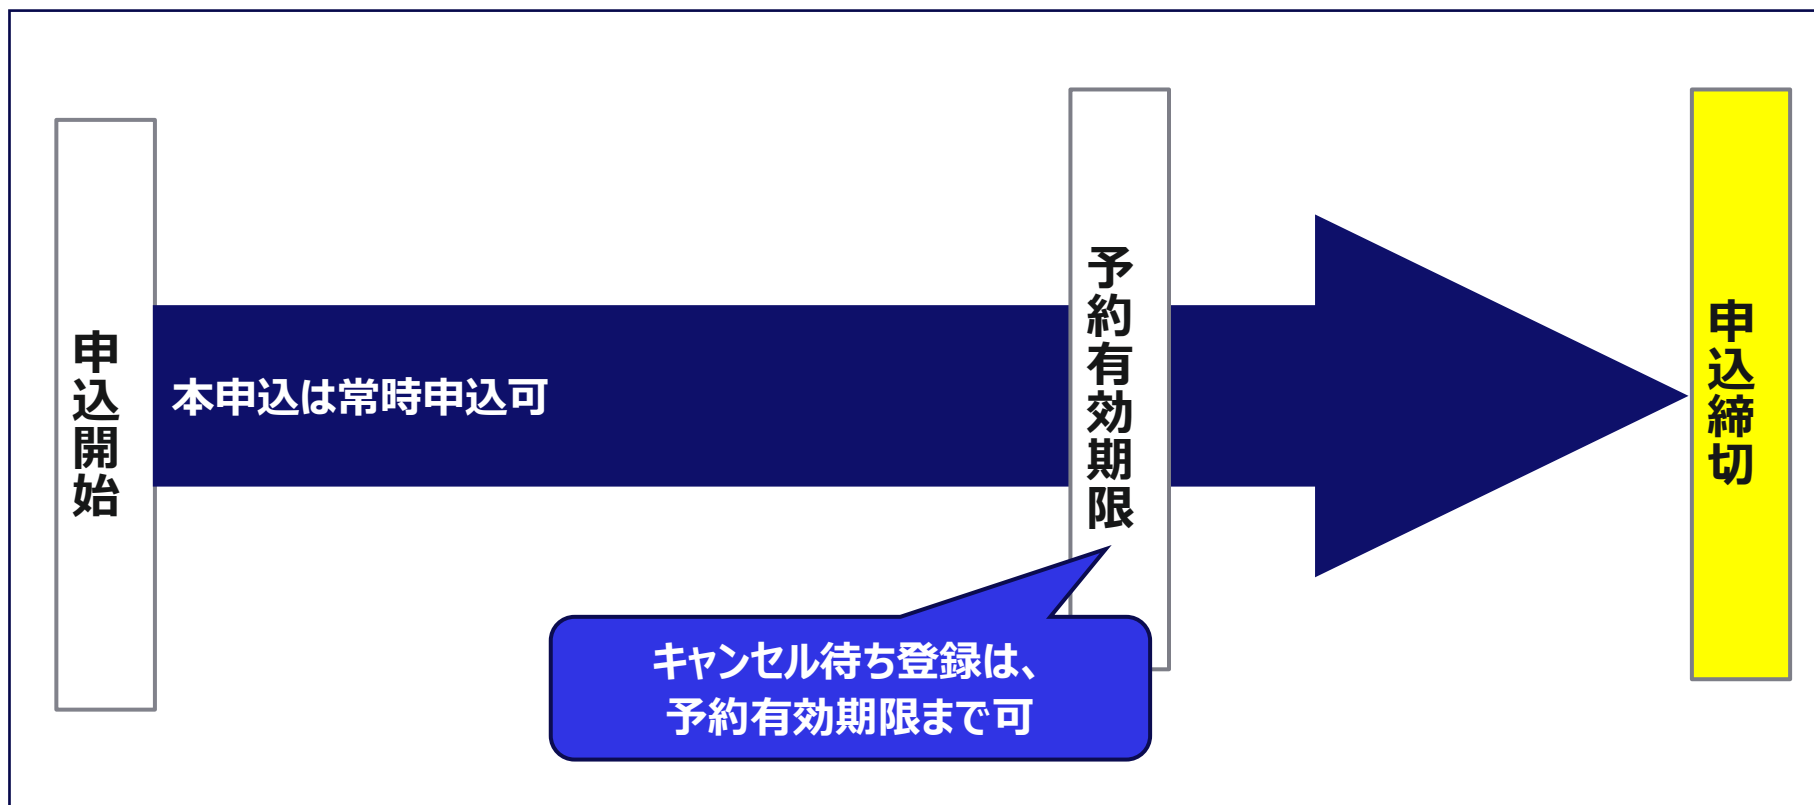 申込開始
本申込は常時申込可
予約有効期限
申込締切
キャンセル待ち登録は、
予約有効期限まで可